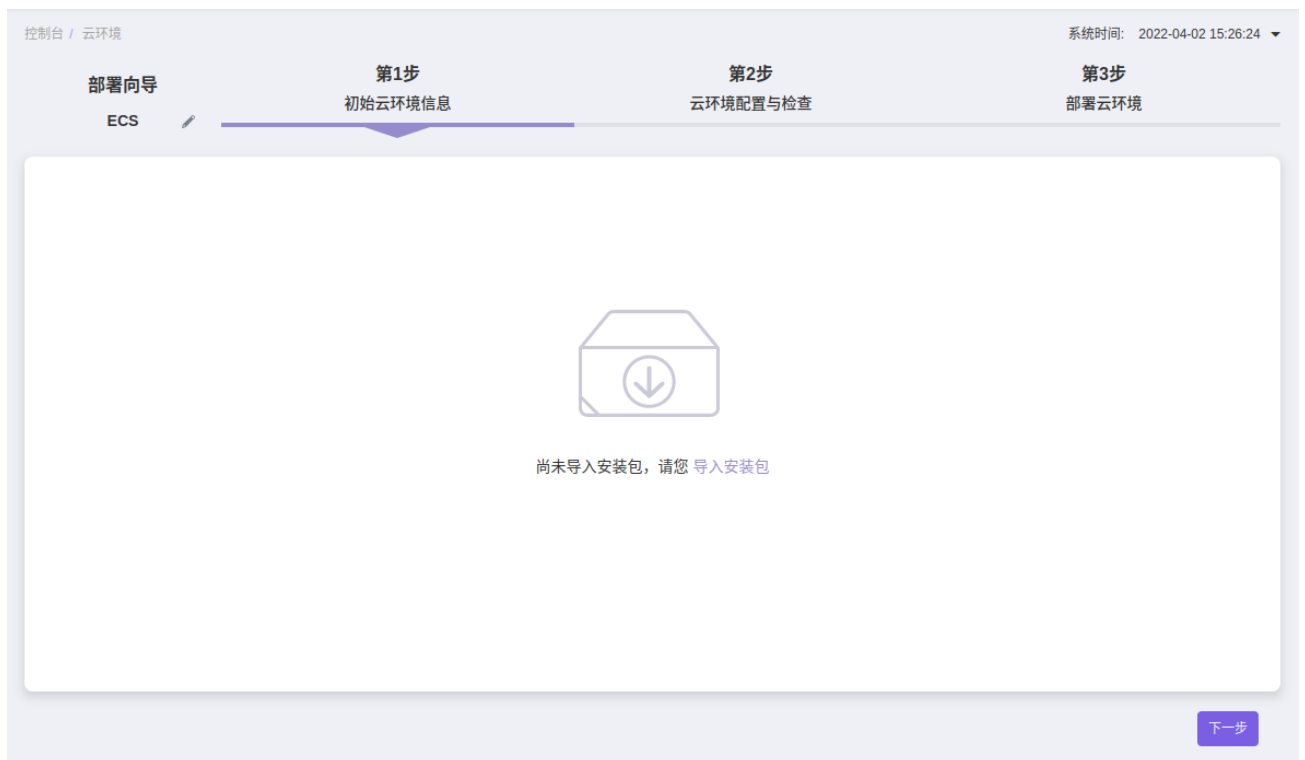 控制台 / 云环境
系统时间: 2022-04-02 15:26:24
部署向导
ECS
第1步
初始云环境信息
第2步
云环境配置与检查
第3步
部署云环境
尚未导入安装包，请您 导入安装包
下一步